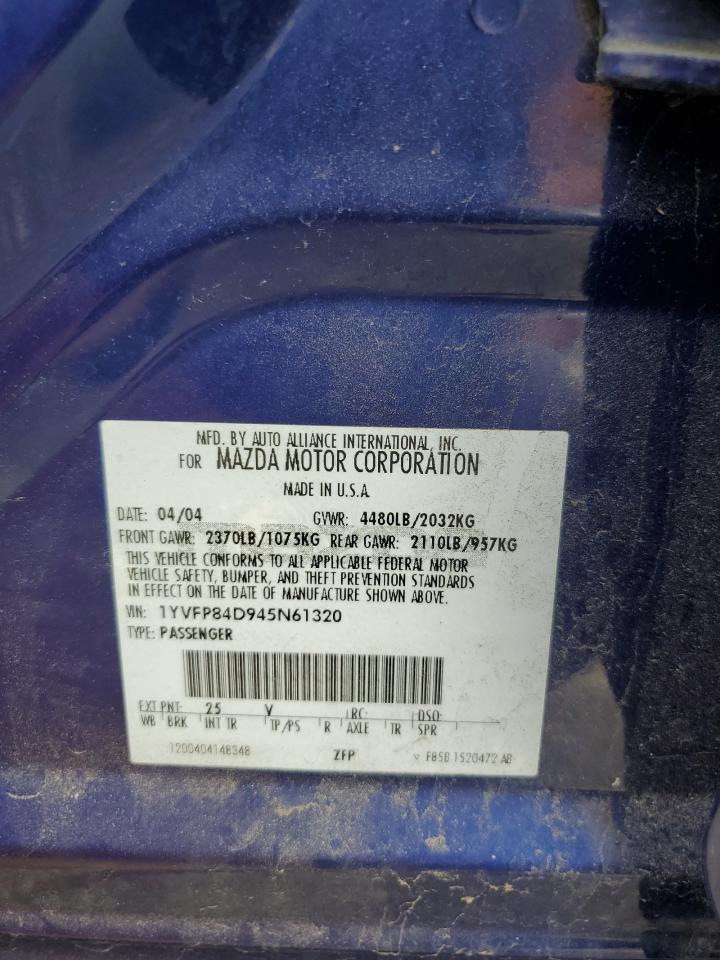 MFD. BY AUTO ALLIANCE INTERNATIONAL, INC.
FOR MAZDA MOTOR CORPORATION
MADE IN U.S.A.
DATE: 04/04 GVWR: 4480LB/2032KG
FRONT GAWR: 2370LB/1075KG REAR GAWR: 2110LB/957KG
THIS VEHICLE CONFORMS TO ALL APPLICABLE FEDERAL MOTOR
VEHICLE SAFETY, BUMPER, AND THEFT PREVENTION STANDARDS
IN EFFECT ON THE DATE OF MANUFACTURE SHOWN ABOVE.
VIN: 1YVFP84D945N61320
TYPE: PASSENGER
EXT PNT: 25 V RC: DSO:
WB BRK INT TR TP/PS R AXLE TR SPR
1200404148348 ZFP V F85B 1520472 AB